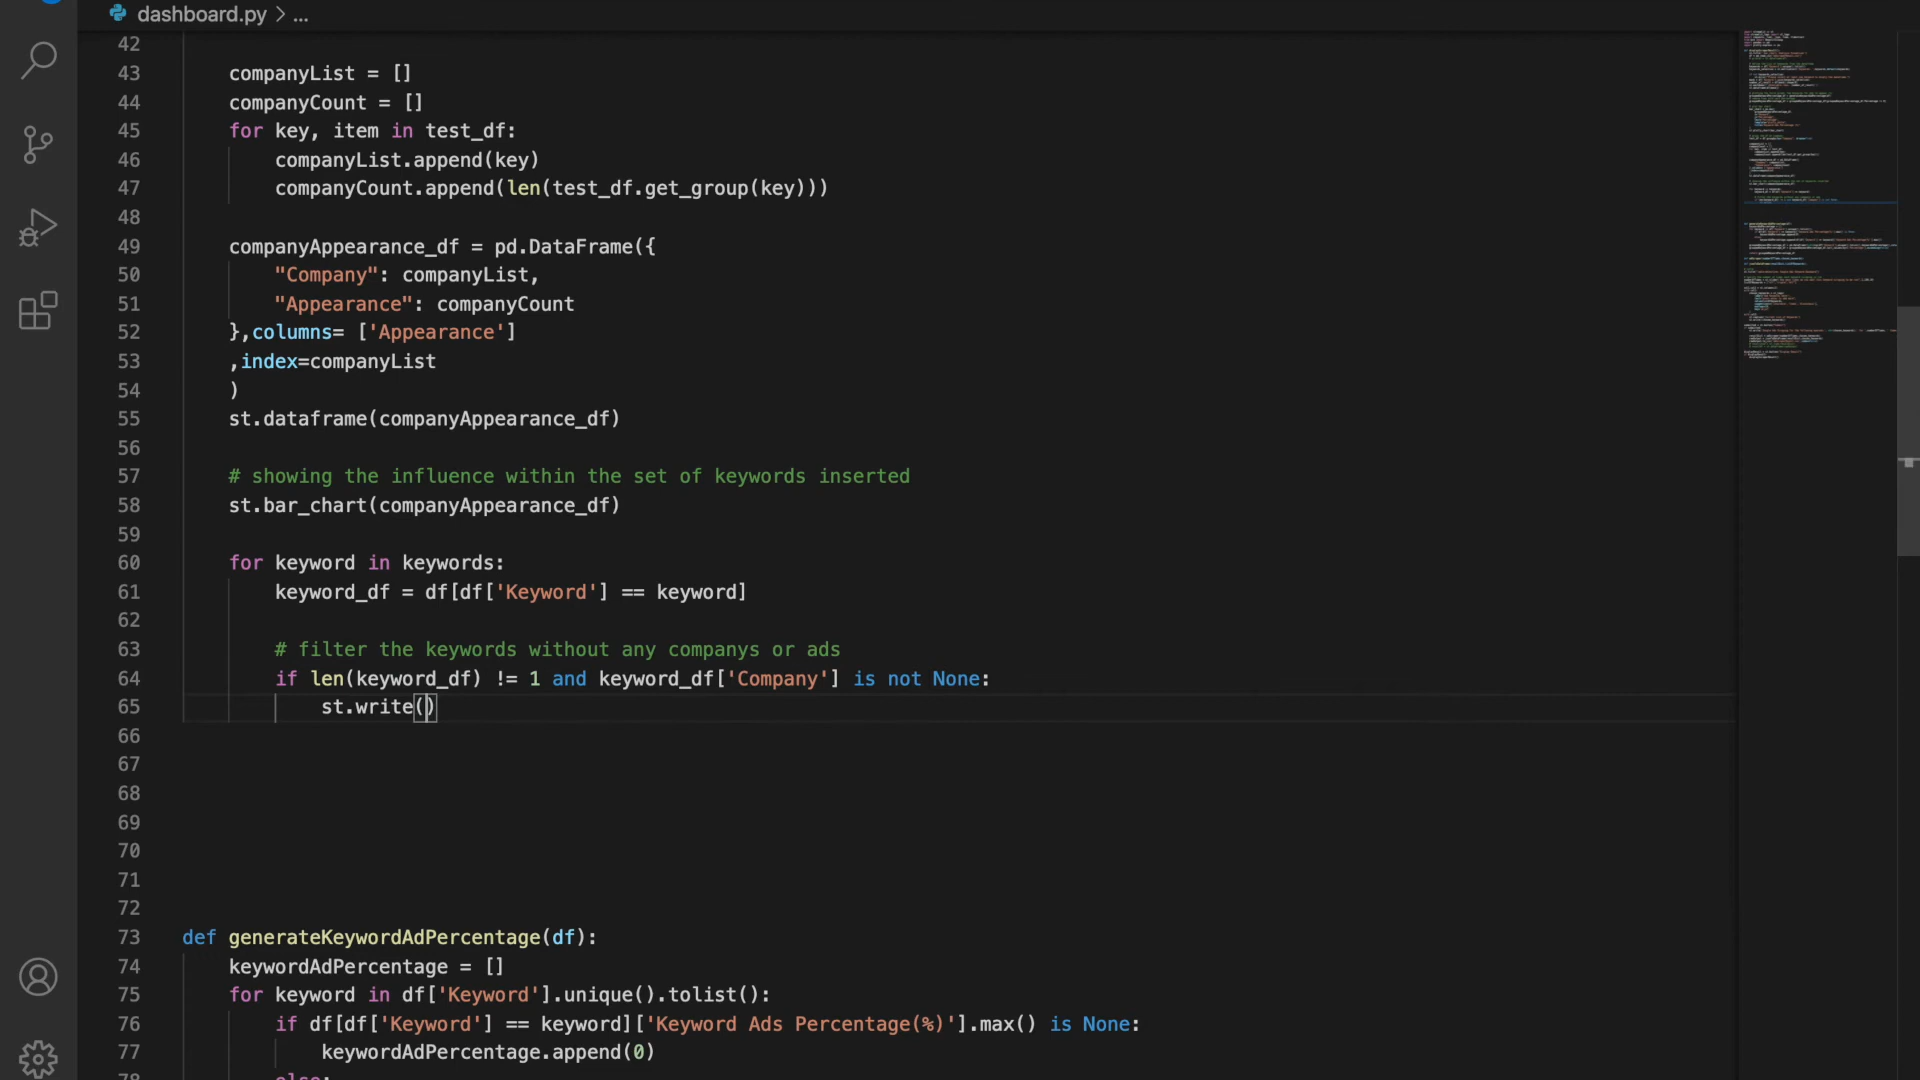 dashboard.py > ...
42
43 companyList = []
44 companyCount = []
45 for key, item in test_df:
46 companyList.append(key)
47 companyCount.append(len(test_df.get_group(key)))
48
49 companyAppearance_df = pd.DataFrame({
50 "Company": companyList,
51 "Appearance": companyCount
52 },columns= ['Appearance']
53 ,index=companyList
54 )
55 st.dataframe(companyAppearance_df)
56
57 # showing the influence within the set of keywords inserted
58 st.bar_chart(companyAppearance_df)
59
60 for keyword in keywords:
61 keyword_df = df[df['Keyword'] == keyword]
62
63 # filter the keywords without any companys or ads
64 if len(keyword_df) != 1 and keyword_df['Company'] is not None:
65 st.write()
66
67
68
69
70
71
72
73 def generateKeywordAdPercentage(df):
74 keywordAdPercentage = []
75 for keyword in df['Keyword'].unique().tolist():
76 if df[df['Keyword'] == keyword]['Keyword Ads Percentage(%)'].max() is None:
77 keywordAdPercentage.append(0)
78 else: